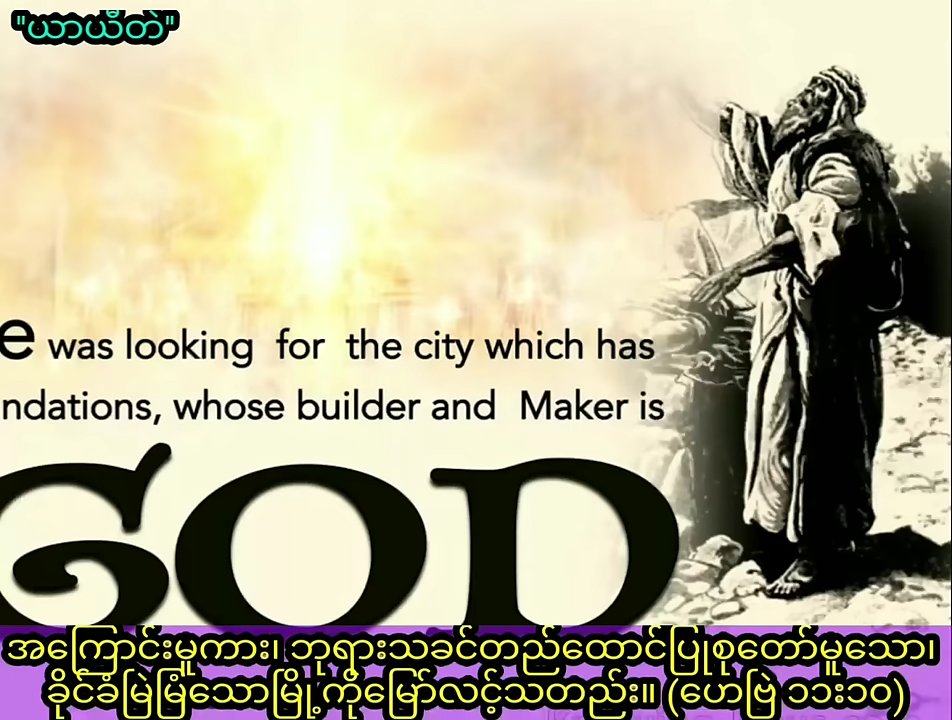 "ယာယီတဲ"
e was looking for the city which has
ndations, whose builder and Maker is
GOD
အကြောင်းမူကား၊ ဘုရားသခင်တည်ထောင်ပြုစုတော်မူသော၊
ခိုင်ခံမြဲမြံသောမြို့ကိုမြော်လင့်သတည်း။ (ဟေဗြဲ ၁၁း၁၀)